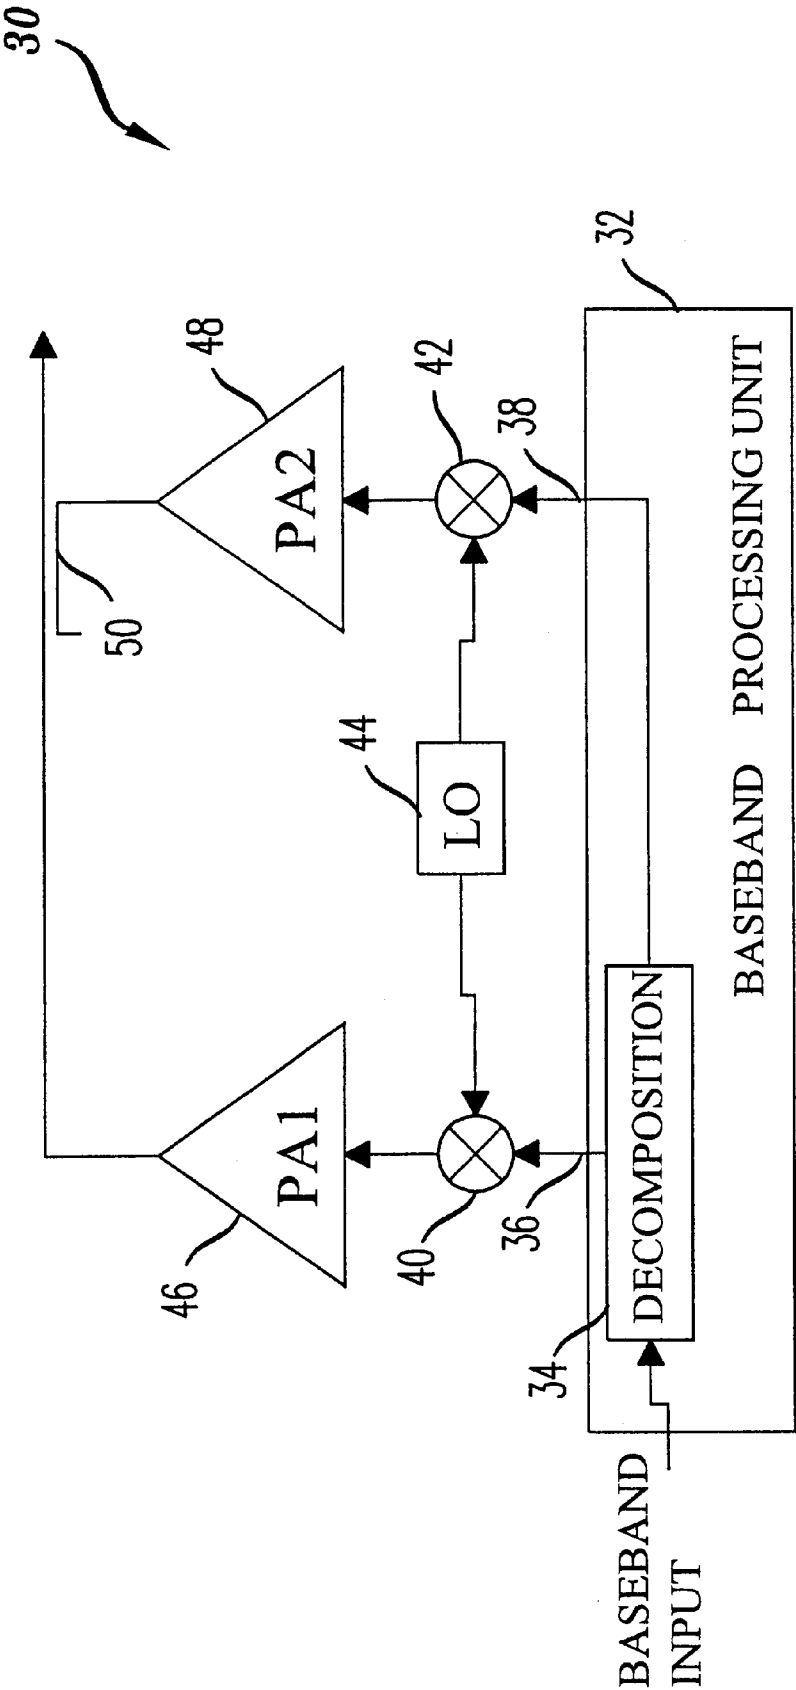 30
50
48
PA2
42
38
32
44
LO
46
PA1
40
36
34
DECOMPOSITION
BASEBAND PROCESSING UNIT
BASEBAND
INPUT